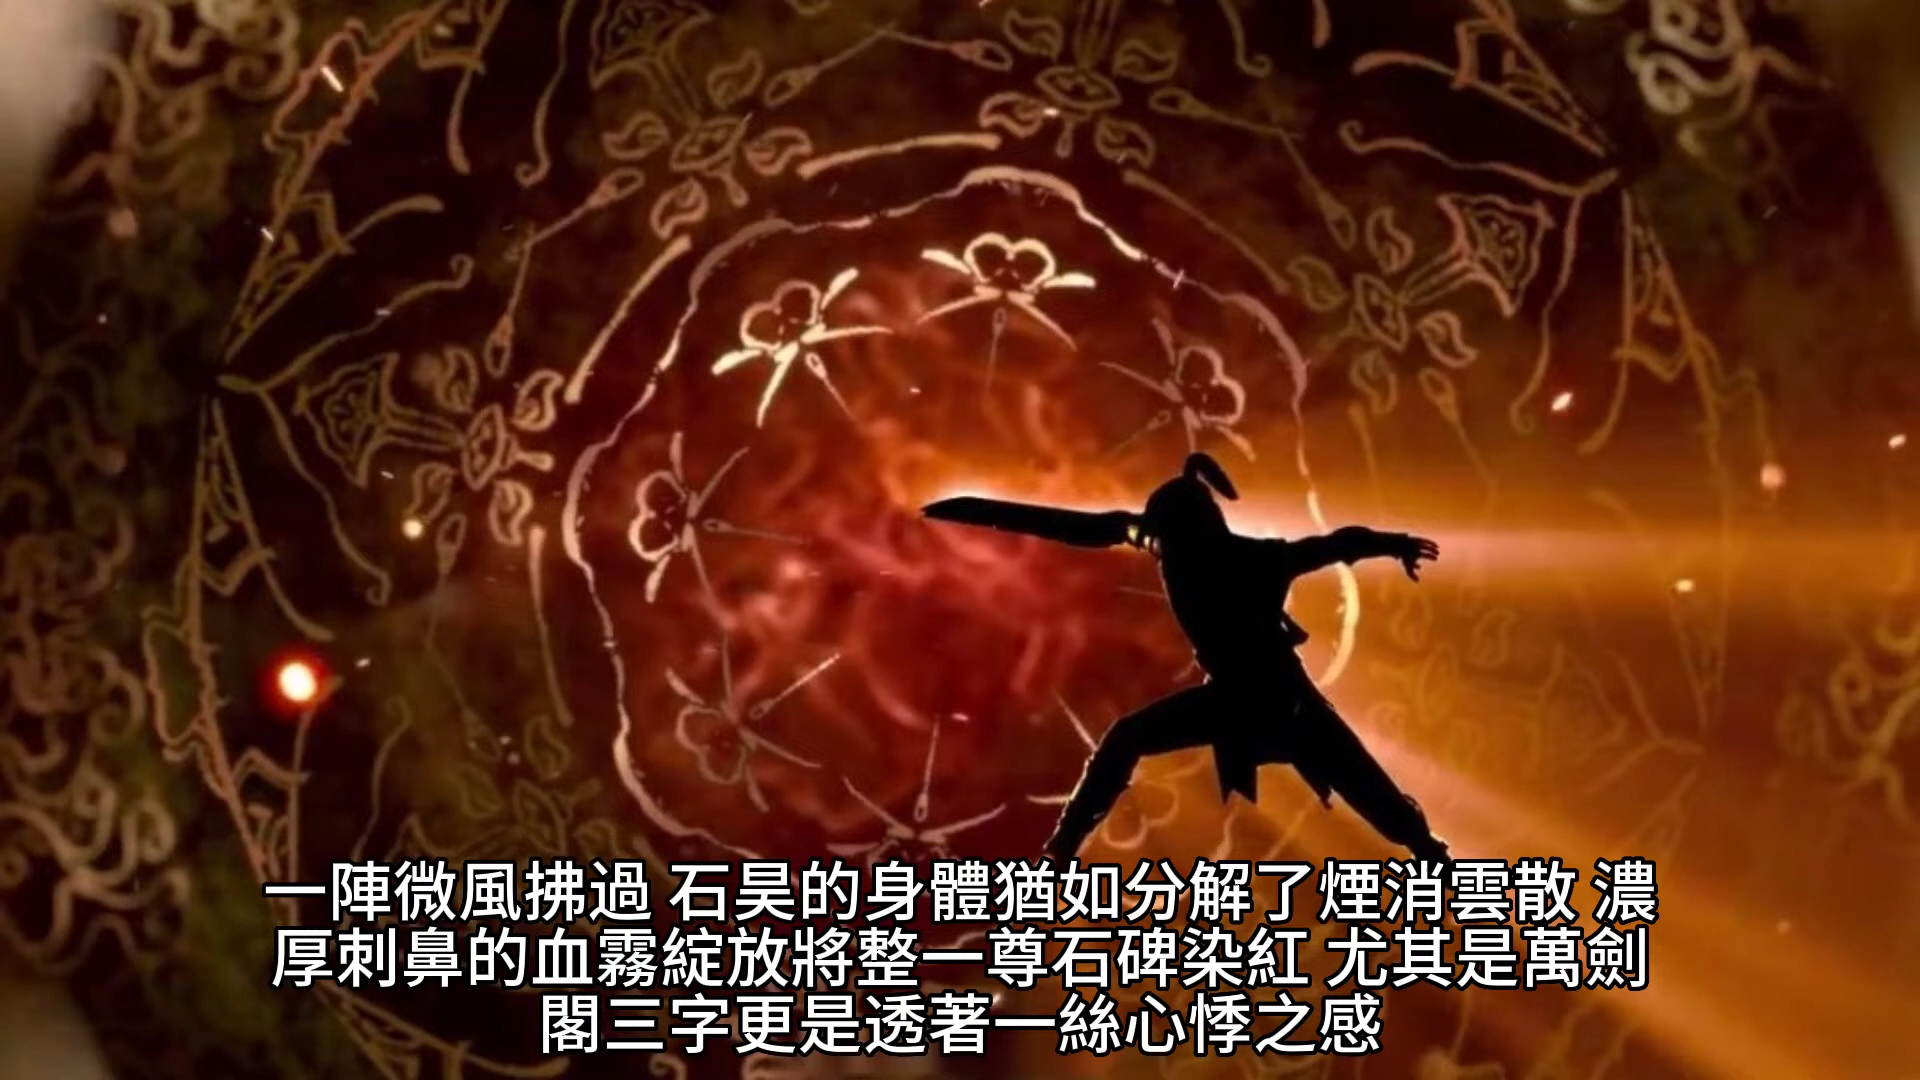 一陣微風拂過 石昊的身體猶如分解了煙消雲散 濃
厚刺鼻的血霧綻放將整一尊石碑染紅 尤其是萬劍
閣三字更是透著一絲心悸之感